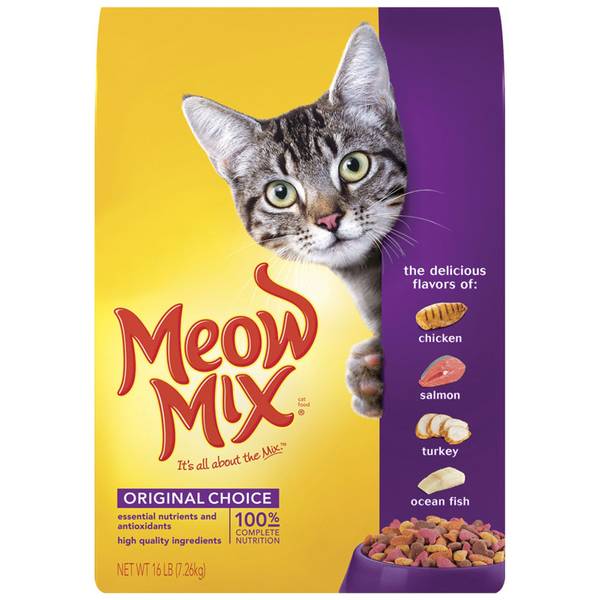 the delicious
flavors of:
chicken
salmon
turkey
ocean fish
Meow
Mix
cat
food
®
It's all about the Mix.™
ORIGINAL CHOICE
essential nutrients and
antioxidants
high quality ingredients
100%
COMPLETE
NUTRITION
NET WT 16 LB (7.26kg)